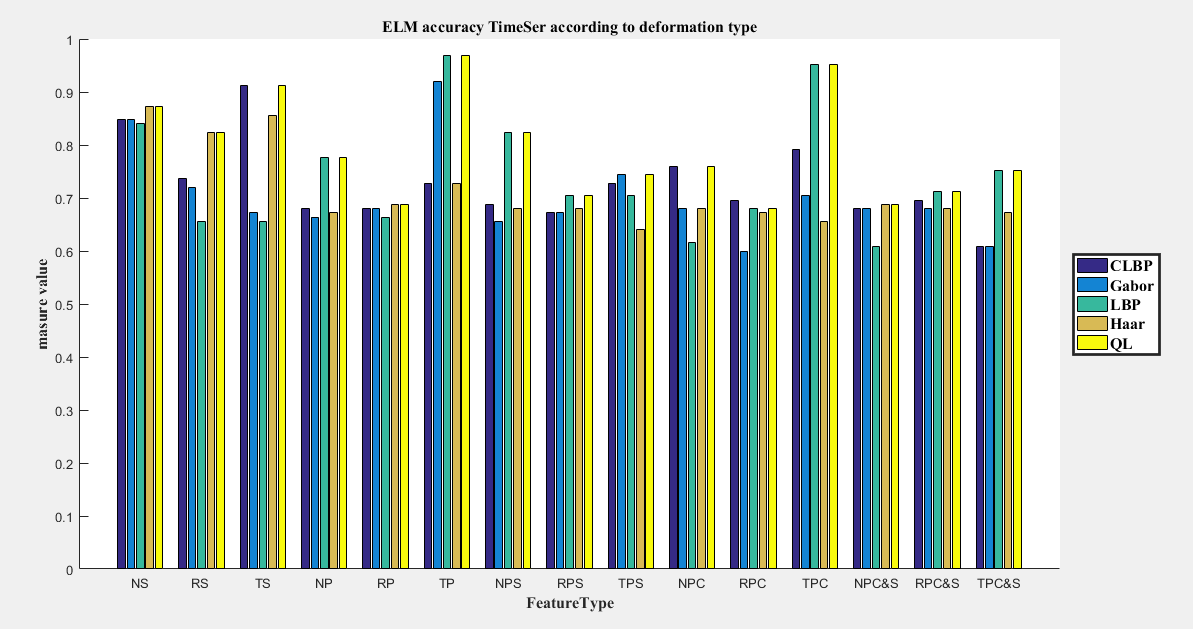 ELM accuracy TimeSer according to deformation type
masure value
1
0.9
0.8
0.7
0.6
0.5
0.4
0.3
0.2
0.1
0
NS RS TS NP RP TP NPS RPS TPS NPC RPC TPC NPC&S RPC&S TPC&S
FeatureType
CLBP
Gabor
LBP
Haar
QL